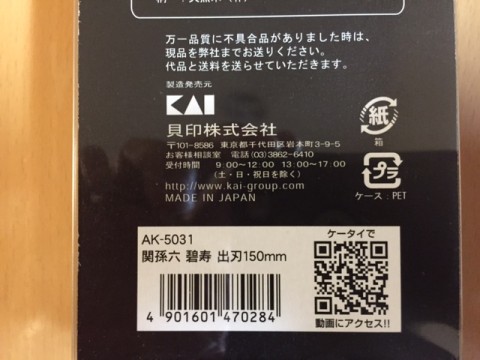 万一品質に不具合品がありました時は、
現品を弊社までお送りください。
代品と送料を送らせていただきます。
製造発売元
KAI
貝印株式会社
〒101-8586 東京都千代田区岩本町3-9-5
お客様相談室 電話(03)3862-6410
受付時間 9:00~12:00 13:00~17:00
(土・日・祝日を除く)
http://www.kai-group.com
MADE IN JAPAN
紙
箱
プラ
ケース:PET
AK-5031
関孫六 碧寿 出刃150mm
4 901601 470284
ケータイで
動画にアクセス!!